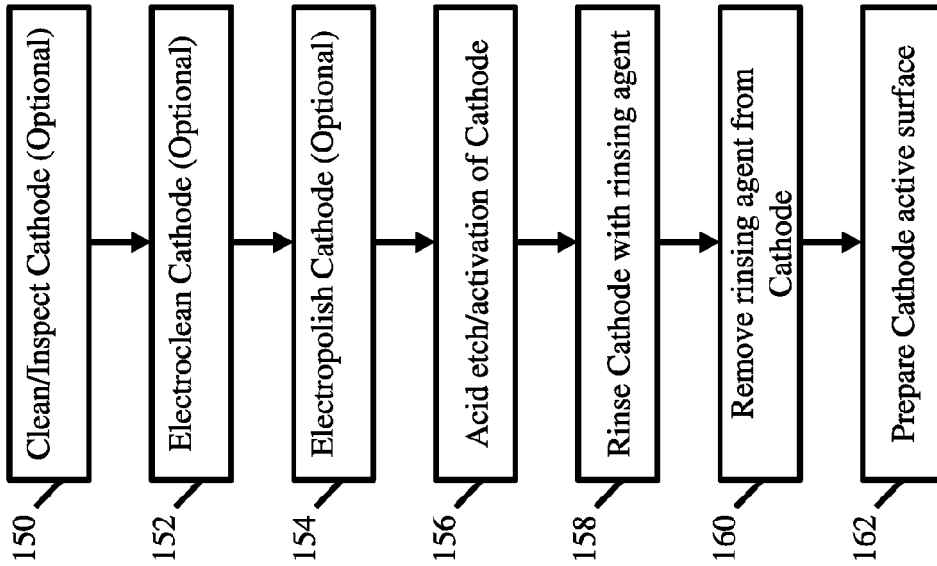 150
Clean/Inspect Cathode (Optional)
152
Electroclean Cathode (Optional)
154
Electropolish Cathode (Optional)
156
Acid etch/activation of Cathode
158
Rinse Cathode with rinsing agent
160
Remove rinsing agent from
Cathode
162
Prepare Cathode active surface